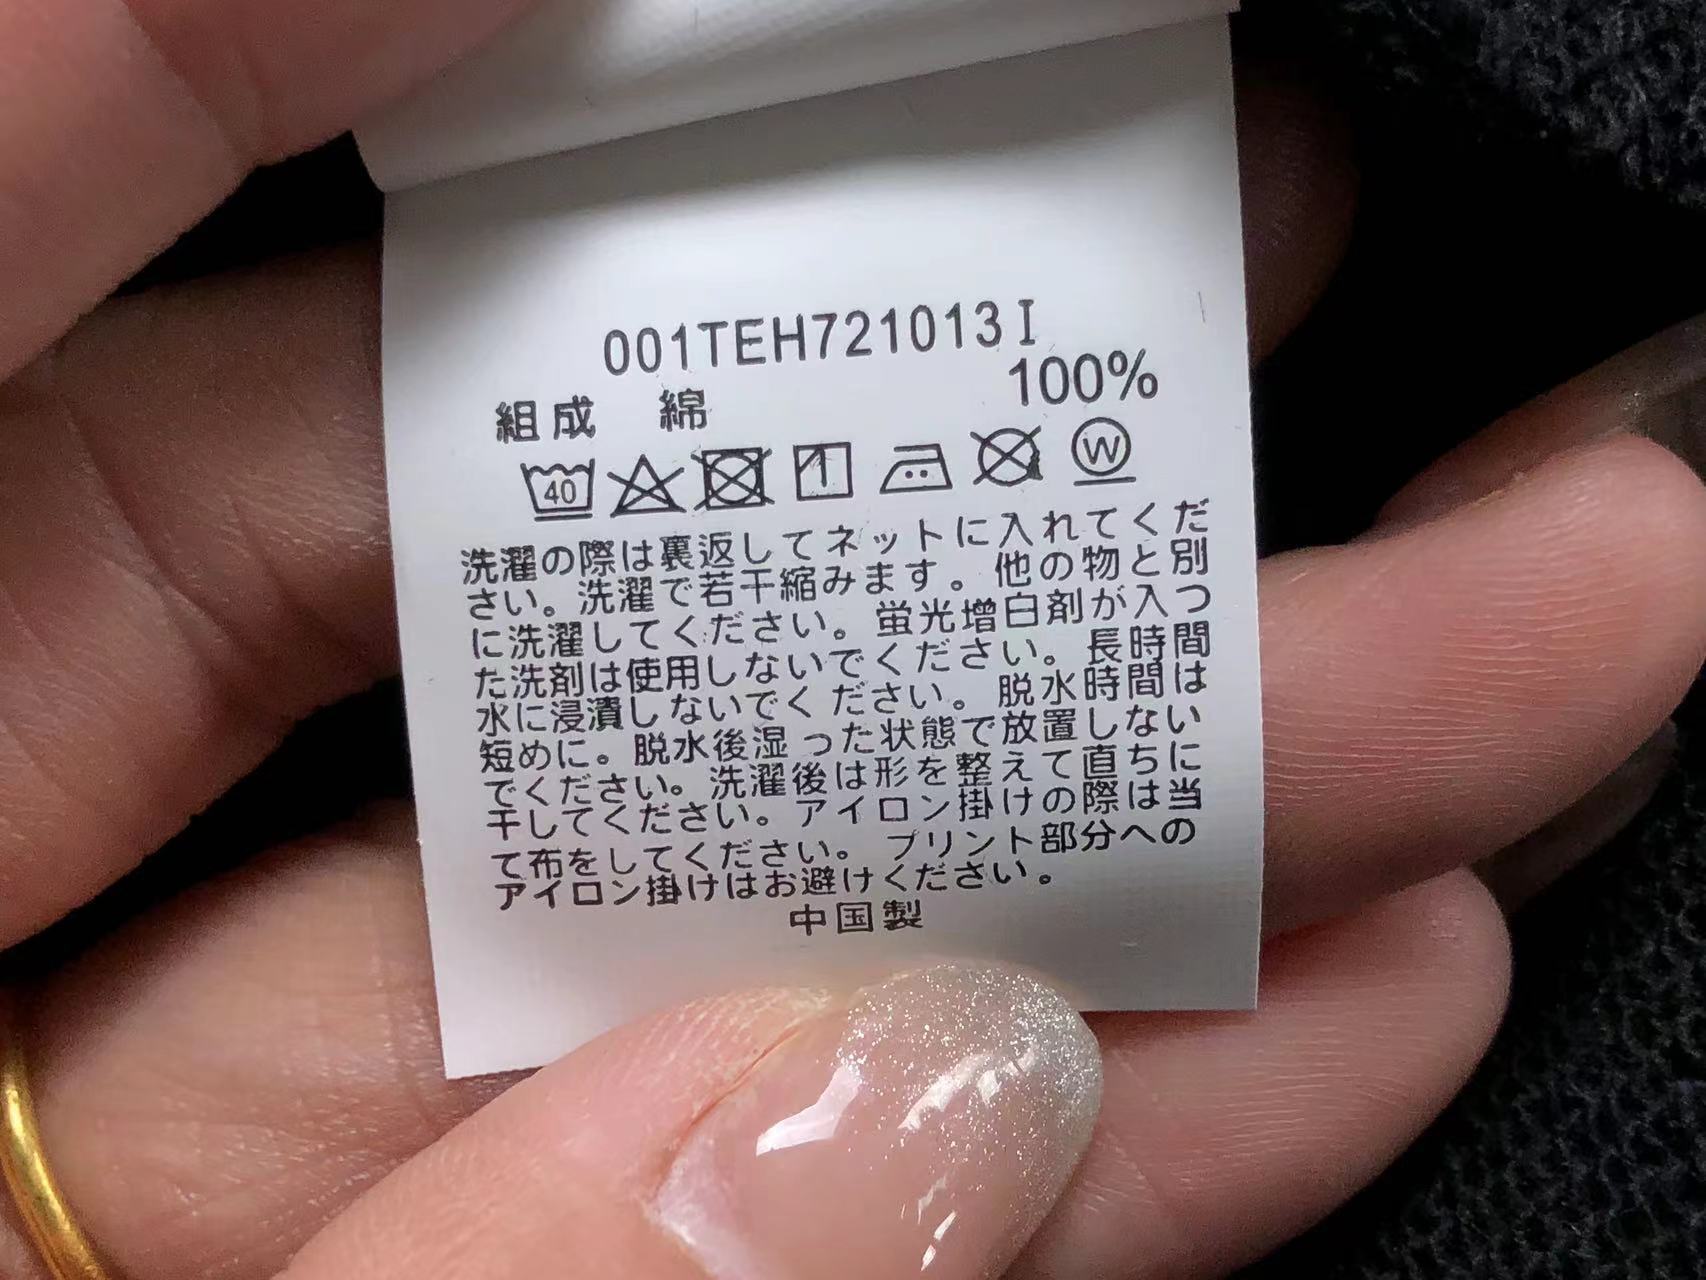 001TEH721013I
組成 綿 100%
40 W
洗濯の際は裏返してネットに入れてくだ
さい。洗濯で若干縮みます。他の物と別
に洗濯してください。蛍光増白剤が入つ
た洗剤は使用しないでください。長時間
水に浸漬しないでください。脱水時間は
短めに。脱水後湿った状態で放置しない
でください。洗濯後は形を整えて直ちに
干してください。アイロン掛けの際は当
て布をしてください。プリント部分への
アイロン掛けはお避けください。
中国製